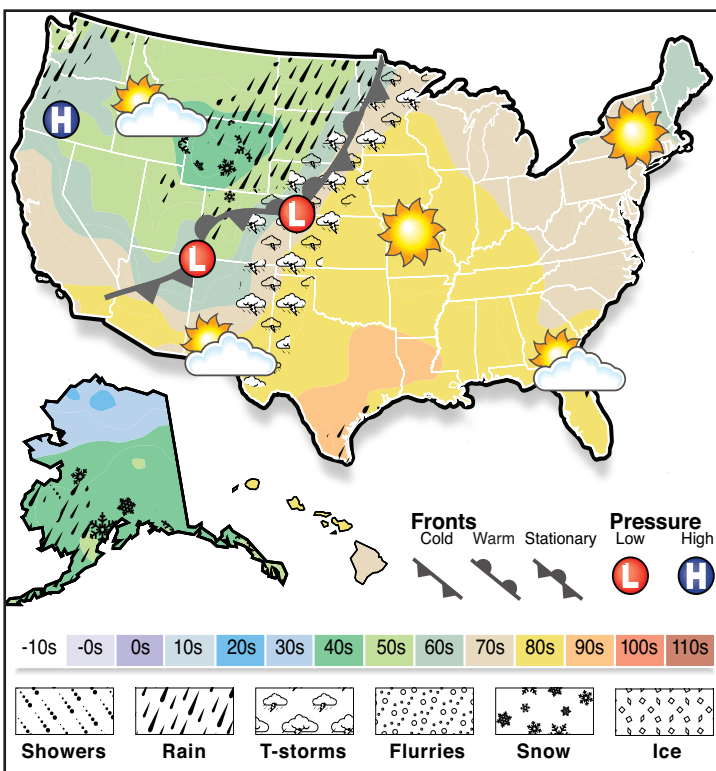 H
L
L
Fronts
Pressure
Cold Warm Stationary
Low High
L H
-10s -0s 0s 10s 20s 30s 40s 50s 60s 70s 80s 90s 100s 110s
Showers Rain T-storms Flurries Snow Ice